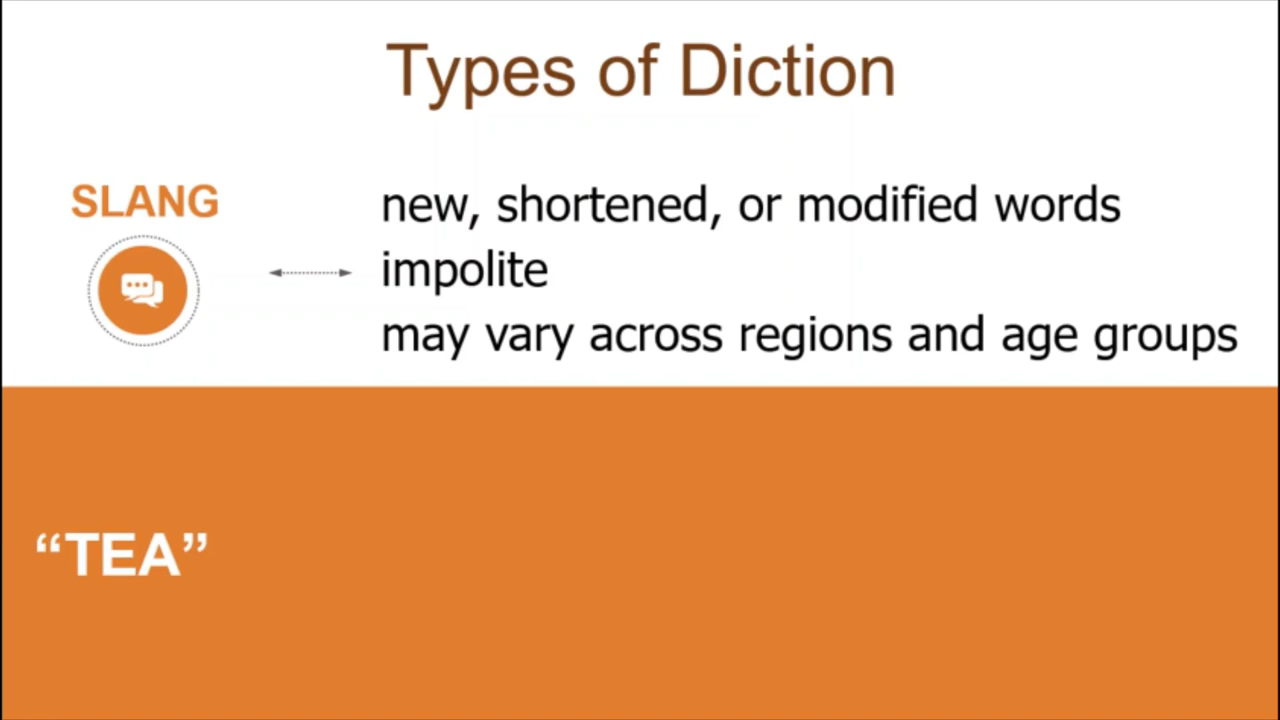 Types of Diction
SLANG
new, shortened, or modified words
impolite
may vary across regions and age groups
“TEA”